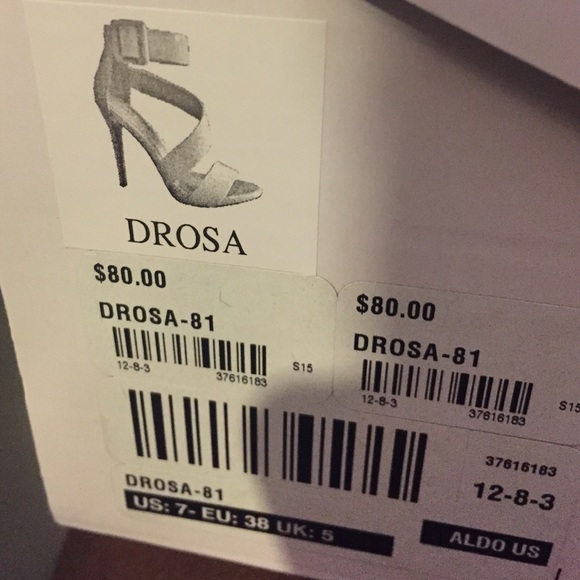 DROSA
$80.00
DROSA-81
12-8-3 37616183 S15
$80.00
DROSA-81
12-8-3 37616183 S15
DROSA-81
US: 7- EU: 38 UK: 5
37616183
12-8-3
ALDO US